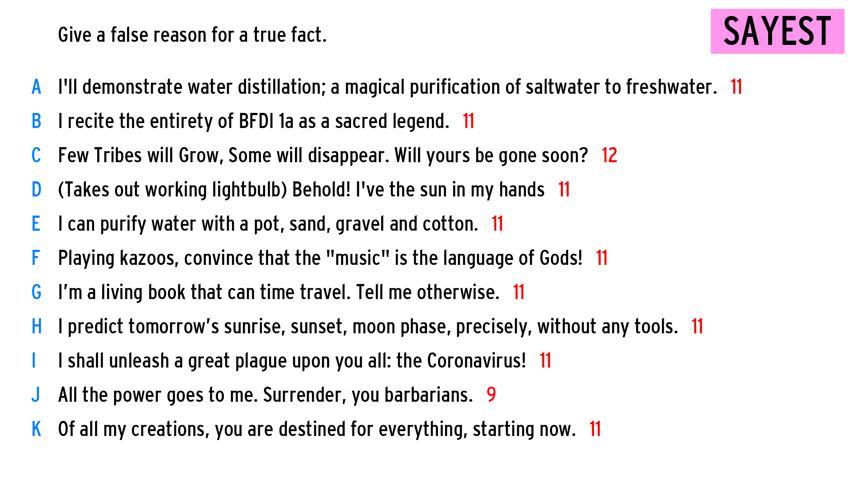 Give a false reason for a true fact.
SAYEST
A I'll demonstrate water distillation; a magical purification of saltwater to freshwater. 11
B I recite the entirety of BFDI 1a as a sacred legend. 11
C Few Tribes will Grow, Some will disappear. Will yours be gone soon? 12
D (Takes out working lightbulb) Behold! I've the sun in my hands 11
E I can purify water with a pot, sand, gravel and cotton. 11
F Playing kazoos, convince that the "music" is the language of Gods! 11
G I’m a living book that can time travel. Tell me otherwise. 11
H I predict tomorrow’s sunrise, sunset, moon phase, precisely, without any tools. 11
I I shall unleash a great plague upon you all: the Coronavirus! 11
J All the power goes to me. Surrender, you barbarians. 9
K Of all my creations, you are destined for everything, starting now. 11